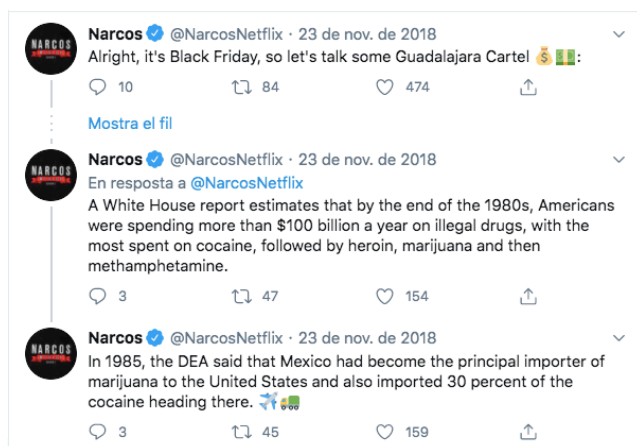 Narcos @NarcosNetflix · 23 de nov. de 2018
NARCOS
Alright, it's Black Friday, so let's talk some Guadalajara Cartel 💰💵:
10 84 474
Mostra el fil
Narcos @NarcosNetflix · 23 de nov. de 2018
NARCOS
En resposta a @NarcosNetflix
A White House report estimates that by the end of the 1980s, Americans
were spending more than $100 billion a year on illegal drugs, with the
most spent on cocaine, followed by heroin, marijuana and then
methamphetamine.
3 47 154
Narcos @NarcosNetflix · 23 de nov. de 2018
NARCOS
In 1985, the DEA said that Mexico had become the principal importer of
marijuana to the United States and also imported 30 percent of the
cocaine heading there. ✈️🚛
3 45 159